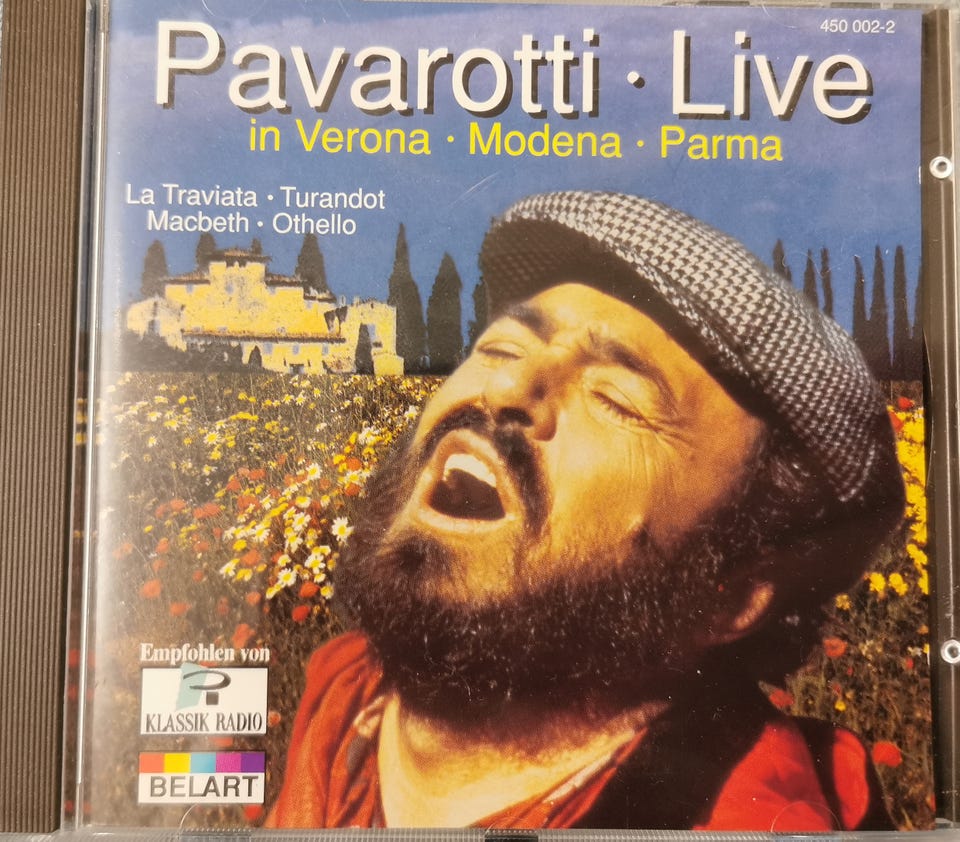 450 002-2
Pavarotti · Live
in Verona · Modena · Parma
La Traviata · Turandot
Macbeth · Othello
Empfohlen von
KLASSIK RADIO
BELART